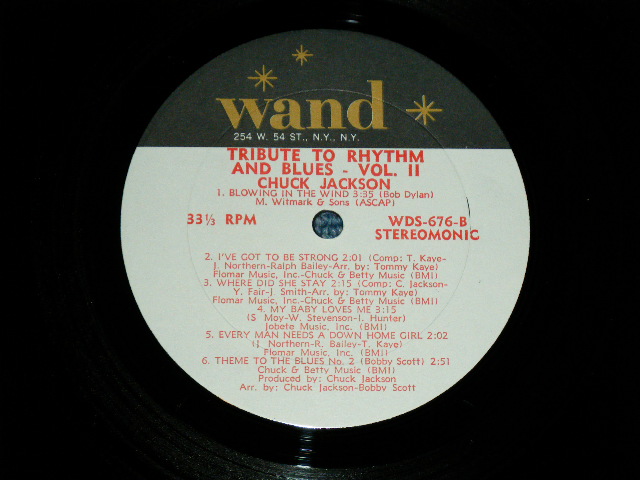 wand
254 W. 54 ST., N.Y., N.Y.
TRIBUTE TO RHYTHM
AND BLUES - VOL. II
CHUCK JACKSON
1. BLOWING IN THE WIND 3:35 (Bob Dylan)
M. Witmark & Sons (ASCAP)
33⅓ RPM
WDS-676-B
STEREOMONIC
2. I'VE GOT TO BE STRONG 2:01 (Comp: T. Kaye-
J. Northern-Ralph Bailey-Arr. by: Tommy Kaye)
Flomar Music, Inc.-Chuck & Betty (BMI)
3. WHERE DID SHE STAY 2:15 (Comp: C. Jackson-
Y. Fair-J Smith-Arr. by: Tommy Kaye)
Flomar Music, Inc.-Chuck & Betty (BMI)
4. MY BABY LOVES ME 3:15
(S Moy-W. Stevenson-I. Hunter)
Jobete Music, Inc. (BMI)
5. EVERY MAN NEEDS A DOWN HOME GIRL 2:02
(J. Northern-R. Bailey-T. Kaye)
Flomar Music, Inc. (BMI)
6. THEME TO THE BLUES No. 2 (Bobby Scott) 2:51
Chuck & Betty Music (BMI)
Produced by: Chuck Jackson
Arr. by: Chuck Jackson-Bobby Scott